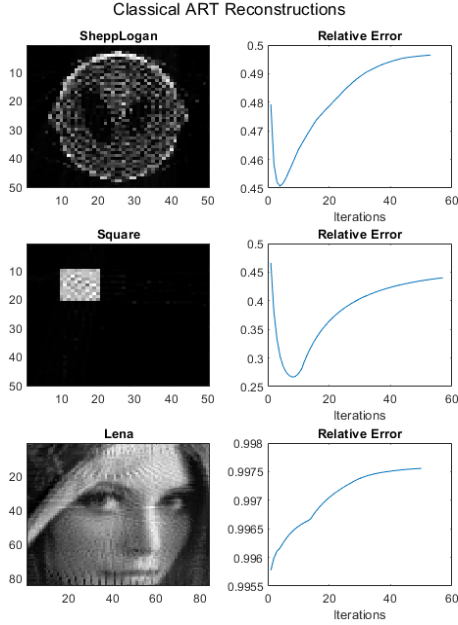 Classical ART Reconstructions
SheppLogan
10
20
30
40
50
10 20 30 40 50
Relative Error
0.5
0.49
0.48
0.47
0.46
0.45
0 20 40 60
Iterations
Square
10
20
30
40
50
10 20 30 40 50
Relative Error
0.5
0.45
0.4
0.35
0.3
0.25
0 20 40 60
Iterations
Lena
20
40
60
80
20 40 60 80
Relative Error
0.998
0.9975
0.997
0.9965
0.996
0.9955
0 20 40 60
Iterations